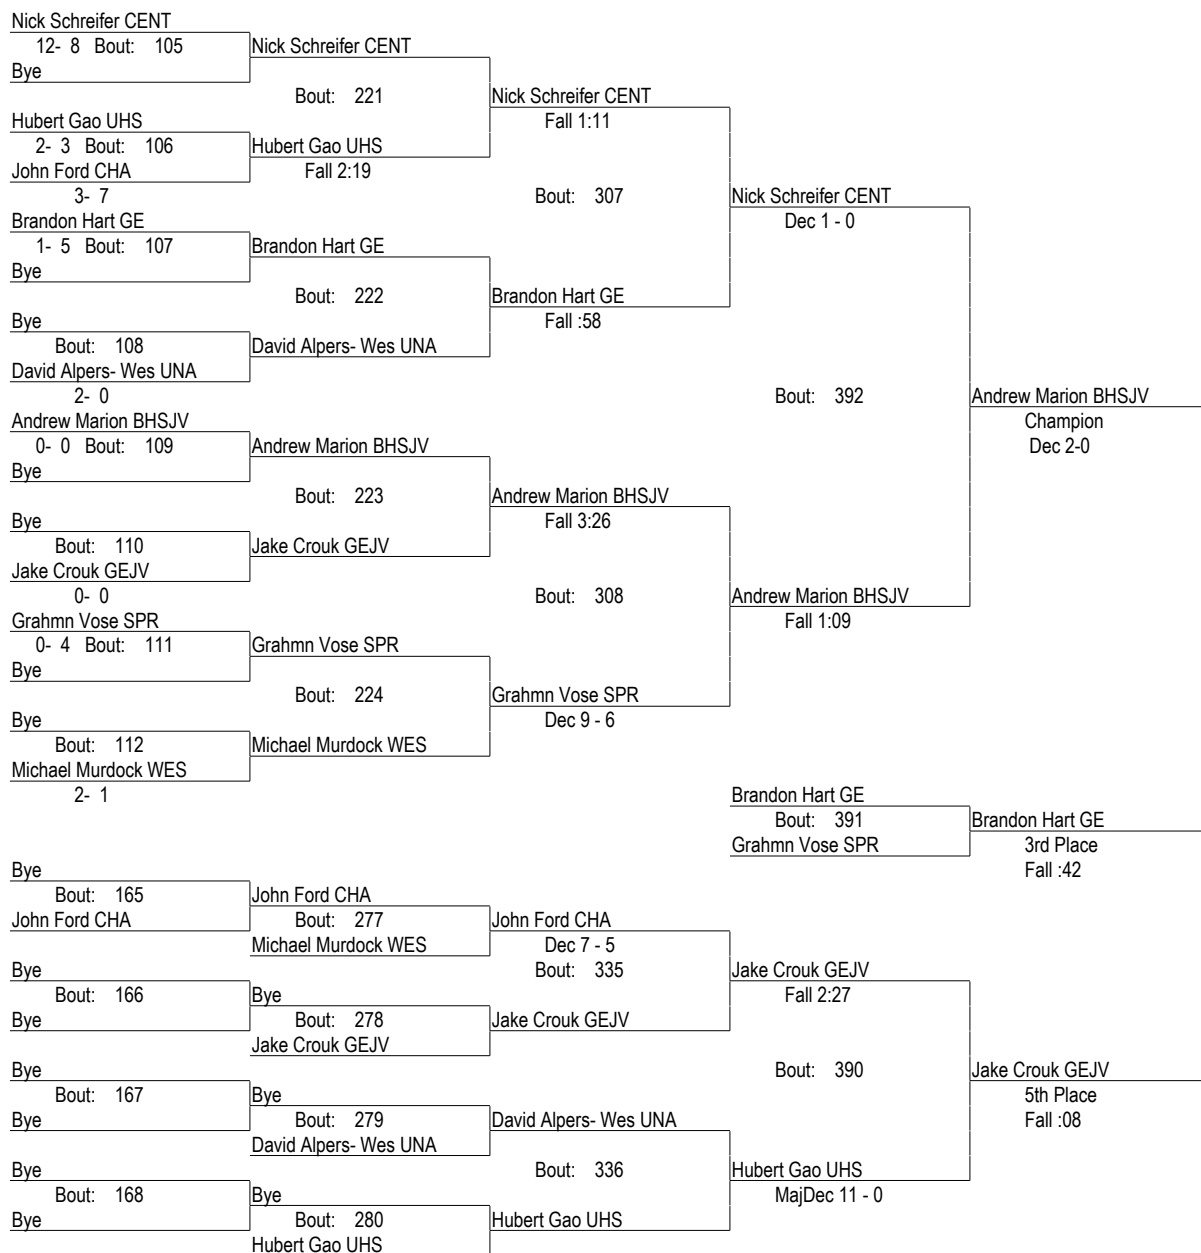 Nick Schreifer CENT
12- 8 Bout: 105 Nick Schreifer CENT
Bye
Bout: 221 Nick Schreifer CENT
Hubert Gao UHS Fall 1:11
2- 3 Bout: 106 Hubert Gao UHS
John Ford CHA Fall 2:19
3- 7 Bout: 307 Nick Schreifer CENT
Brandon Hart GE Dec 1 - 0
1- 5 Bout: 107 Brandon Hart GE
Bye
Bout: 222 Brandon Hart GE
Bye Fall :58
Bout: 108 David Alpers- Wes UNA
David Alpers- Wes UNA
2- 0 Bout: 392 Andrew Marion BHSJV
Andrew Marion BHSJV Champion
0- 0 Bout: 109 Andrew Marion BHSJV Dec 2-0
Bye
Bout: 223 Andrew Marion BHSJV
Bye Fall 3:26
Bout: 110 Jake Crouk GEJV
Jake Crouk GEJV
0- 0 Bout: 308 Andrew Marion BHSJV
Grahmn Vose SPR Fall 1:09
0- 4 Bout: 111 Grahmn Vose SPR
Bye
Bout: 224 Grahmn Vose SPR
Bye Dec 9 - 6
Bout: 112 Michael Murdock WES
Michael Murdock WES
2- 1 Brandon Hart GE
Bout: 391 Brandon Hart GE
Grahmn Vose SPR 3rd Place
Bye Fall :42
Bout: 165 John Ford CHA
John Ford CHA Bout: 277 John Ford CHA
Michael Murdock WES Dec 7 - 5
Bye Bout: 335 Jake Crouk GEJV
Bout: 166 Bye Fall 2:27
Bye Bout: 278 Jake Crouk GEJV
Jake Crouk GEJV
Bye Bout: 390 Jake Crouk GEJV
Bout: 167 Bye 5th Place
Bye Bout: 279 David Alpers- Wes UNA Fall :08
David Alpers- Wes UNA
Bye Bout: 336 Hubert Gao UHS
Bout: 168 Bye MajDec 11 - 0
Bye Bout: 280 Hubert Gao UHS
Hubert Gao UHS